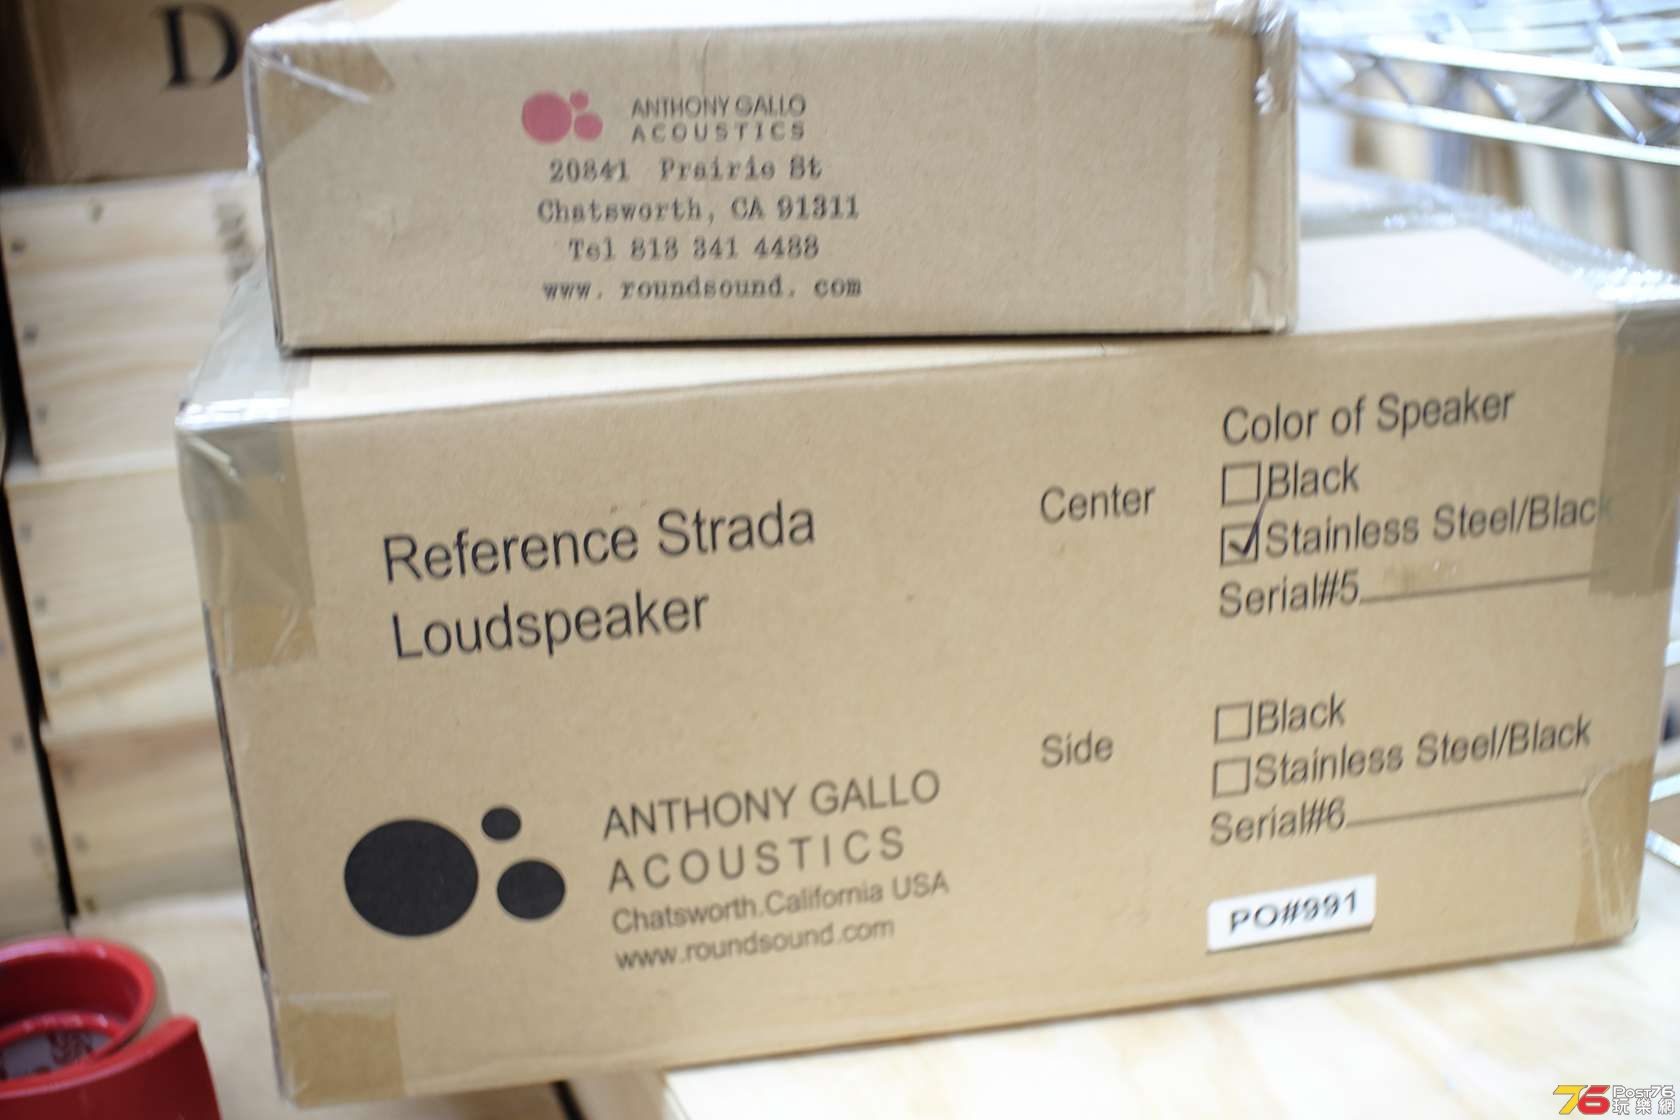 D
ANTHONY GALLO
ACOUSTICS
20841 Prairie St
Chatsworth, CA 91311
Tel 818 341 4488
www. roundsound. com
Reference Strada
Loudspeaker
Center
Color of Speaker
Black
Stainless Steel/Black
Serial#5
Side
Black
Stainless Steel/Black
Serial#6
ANTHONY GALLO
ACOUSTICS
Chatsworth.California USA
www.roundsound.com
PO#991
76 Post76
玩樂網